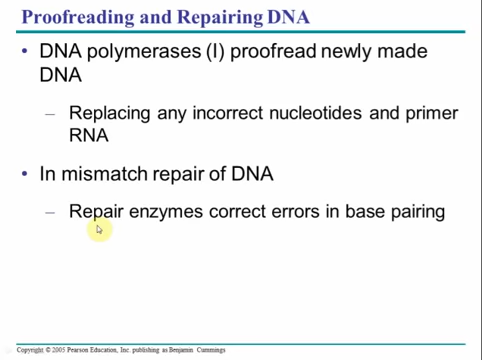 Proofreading and Repairing DNA
• DNA polymerases (I) proofread newly made
DNA
– Replacing any incorrect nucleotides and primer
RNA
• In mismatch repair of DNA
– Repair enzymes correct errors in base pairing
Copyright © 2005 Pearson Education, Inc. publishing as Benjamin Cummings